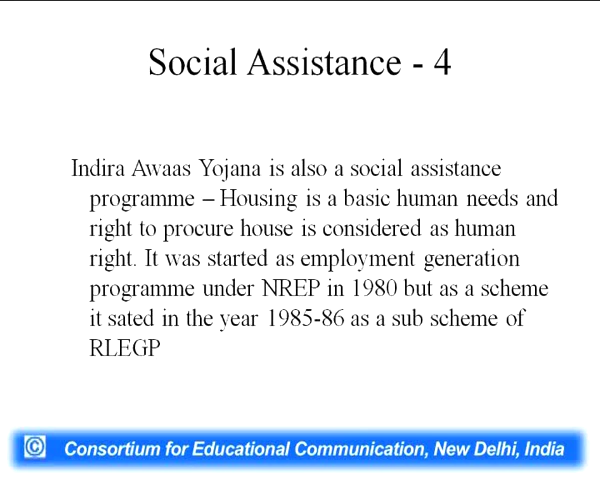 Social Assistance - 4
Indira Awaas Yojana is also a social assistance
programme – Housing is a basic human needs and
right to procure house is considered as human
right. It was started as employment generation
programme under NREP in 1980 but as a scheme
it sated in the year 1985-86 as a sub scheme of
RLEGP
© Consortium for Educational Communication, New Delhi, India